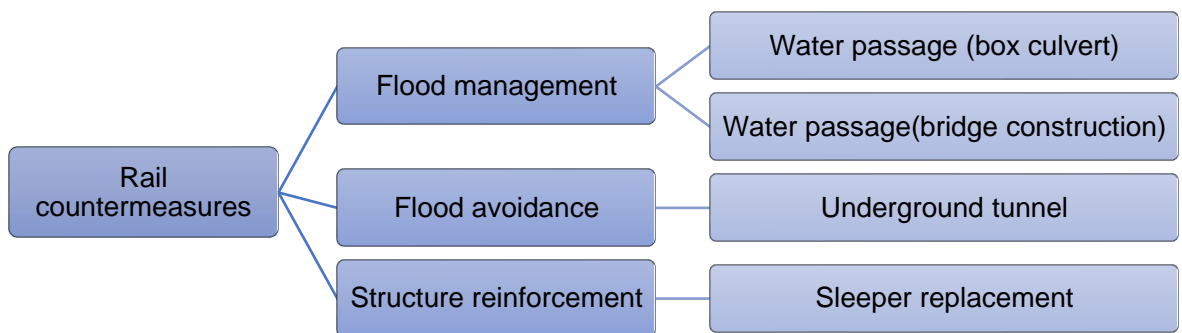 Rail
countermeasures
Flood management
Water passage (box culvert)
Water passage(bridge construction)
Flood avoidance
Underground tunnel
Structure reinforcement
Sleeper replacement